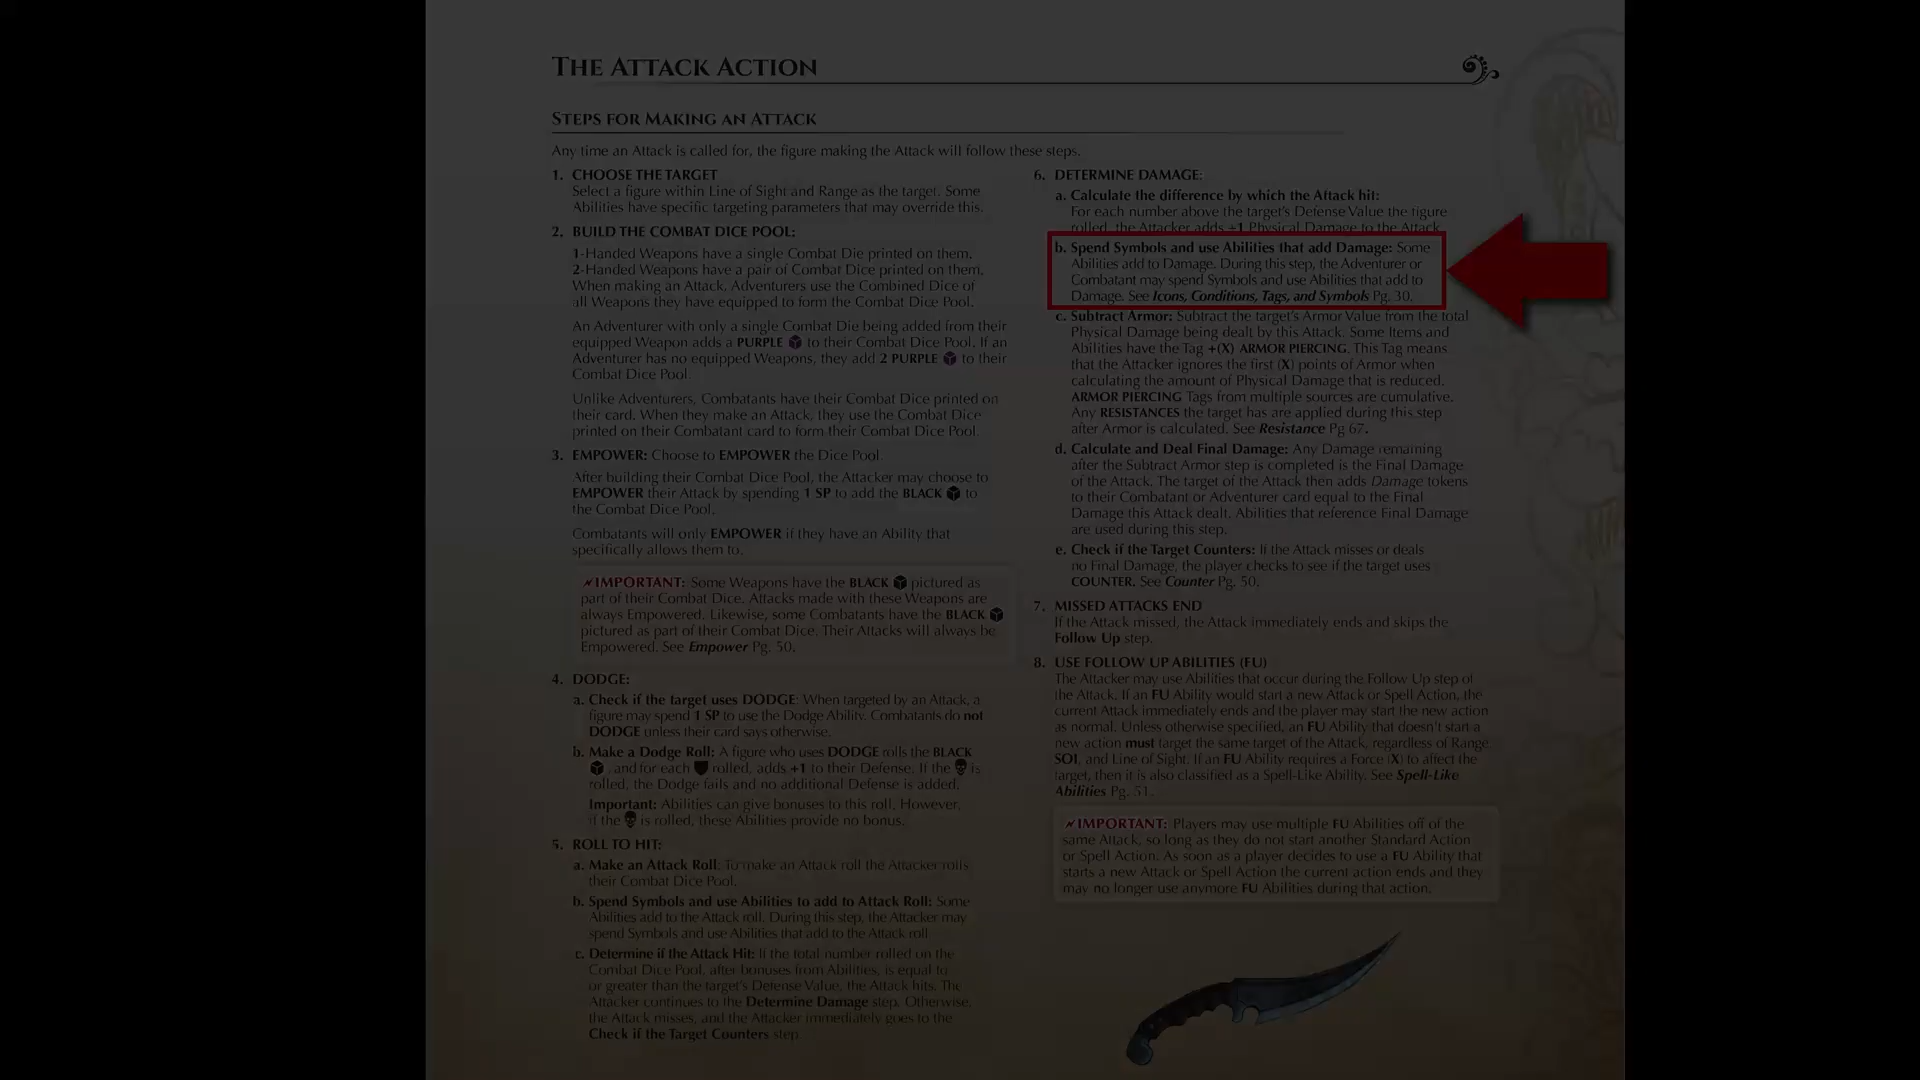 THE ATTACK ACTION
STEPS FOR MAKING AN ATTACK
Any time an Attack is called for, the figure making the Attack will follow these steps.
1. CHOOSE THE TARGET
Select a figure within Line of Sight and Range as the target. Some
Abilities have specific targeting parameters that may override this.
2. BUILD THE COMBAT DICE POOL:
1-Handed Weapons have a single Combat Die printed on them.
2-Handed Weapons have a pair of Combat Dice printed on them.
When making an Attack, Adventurers use the Combined Dice of
all Weapons they have equipped to form the Combat Dice Pool.
An Adventurer with only a single Combat Die being added from their
equipped Weapon adds a PURPLE to their Combat Dice Pool. If an
Adventurer has no equipped Weapons, they add 2 PURPLE to their
Combat Dice Pool.
Unlike Adventurers, Combatants have their Combat Dice printed on
their card. When they make an Attack, they use the Combat Dice
printed on their Combatant card to form their Combat Dice Pool.
3. EMPOWER: Choose to EMPOWER the Dice Pool.
After building their Combat Dice Pool, the Attacker may choose to
EMPOWER their Attack by spending 1 SP to add the BLACK to
the Combat Dice Pool.
Combatants will only EMPOWER if they have an Ability that
specifically allows them to.
IMPORTANT: Some Weapons have the BLACK pictured as
part of their Combat Dice. Attacks made with these Weapons are
always Empowered. Likewise, some Combatants have the BLACK
pictured as part of their Combat Dice. Their Attacks will always be
Empowered. See Empower Pg. 50.
4. DODGE:
a. Check if the target uses DODGE: When targeted by an Attack, a
figure may spend 1 SP to use the Dodge Ability. Combatants do not
DODGE unless their card says otherwise.
b. Make a Dodge Roll: A figure who uses DODGE rolls the BLACK
, and for each rolled, adds +1 to their Defense. If the is
rolled, the Dodge fails and no additional Defense is added.
Important: Abilities can give bonuses to this roll. However,
if the is rolled, these Abilities provide no bonus.
5. ROLL TO HIT:
a. Make an Attack Roll: To make an Attack roll the Attacker rolls
their Combat Dice Pool.
b. Spend Symbols and use Abilities to add to Attack Roll: Some
Abilities add to the Attack roll. During this step, the Attacker may
spend Symbols and use Abilities that add to the Attack roll
c. Determine if the Attack Hit: If the total number rolled on the
Combat Dice Pool, after bonuses from Abilities, is equal to
or greater than the target's Defense Value, the Attack hits. The
Attacker continues to the Determine Damage step. Otherwise,
the Attack misses, and the Attacker immediately goes to the
Check if the Target Counters step.
6. DETERMINE DAMAGE:
a. Calculate the difference by which the Attack hit:
For each number above the target's Defense Value the figure
rolled, the Attacker adds +1 Physical Damage to the Attack.
b. Spend Symbols and use Abilities that add Damage: Some
Abilities add to Damage. During this step, the Adventurer or
Combatant may spend Symbols and use Abilities that add to
Damage. See Icons, Conditions, Tags, and Symbols Pg. 30.
c. Subtract Armor: Subtract the target's Armor Value from the total
Physical Damage being dealt by this Attack. Some Items and
Abilities have the Tag +(X) ARMOR PIERCING. This Tag means
that the Attacker ignores the first (X) points of Armor when
calculating the amount of Physical Damage that is reduced.
ARMOR PIERCING Tags from multiple sources are cumulative.
Any RESISTANCES the target has are applied during this step
after Armor is calculated. See Resistance Pg 67.
d. Calculate and Deal Final Damage: Any Damage remaining
after the Subtract Armor step is completed is the Final Damage
of the Attack. The target of the Attack then adds Damage tokens
to their Combatant or Adventurer card equal to the Final
Damage this Attack dealt. Abilities that reference Final Damage
are used during this step.
e. Check if the Target Counters: If the Attack misses or deals
no Final Damage, the player checks to see if the target uses
COUNTER. See Counter Pg. 50.
7. MISSED ATTACKS END
If the Attack missed, the Attack immediately ends and skips the
Follow Up step.
8. USE FOLLOW UP ABILITIES (FU)
The Attacker may use Abilities that occur during the Follow Up step of
the Attack. If an FU Ability would start a new Attack or Spell Action, the
current Attack immediately ends and the player may start the new action
as normal. Unless otherwise specified, an FU Ability that doesn't start a
new action must target the same target of the Attack, regardless of Range
SOI, and Line of Sight. If an FU Ability requires a Force (X) to affect the
target, then it is also classified as a Spell-Like Ability. See Spell-Like
Abilities Pg. 51.
IMPORTANT: Players may use multiple FU Abilities off of the
same Attack, so long as they do not start another Standard Action
or Spell Action. As soon as a player decides to use a FU Ability that
starts a new Attack or Spell Action the current action ends and they
may no longer use anymore FU Abilities during that action.